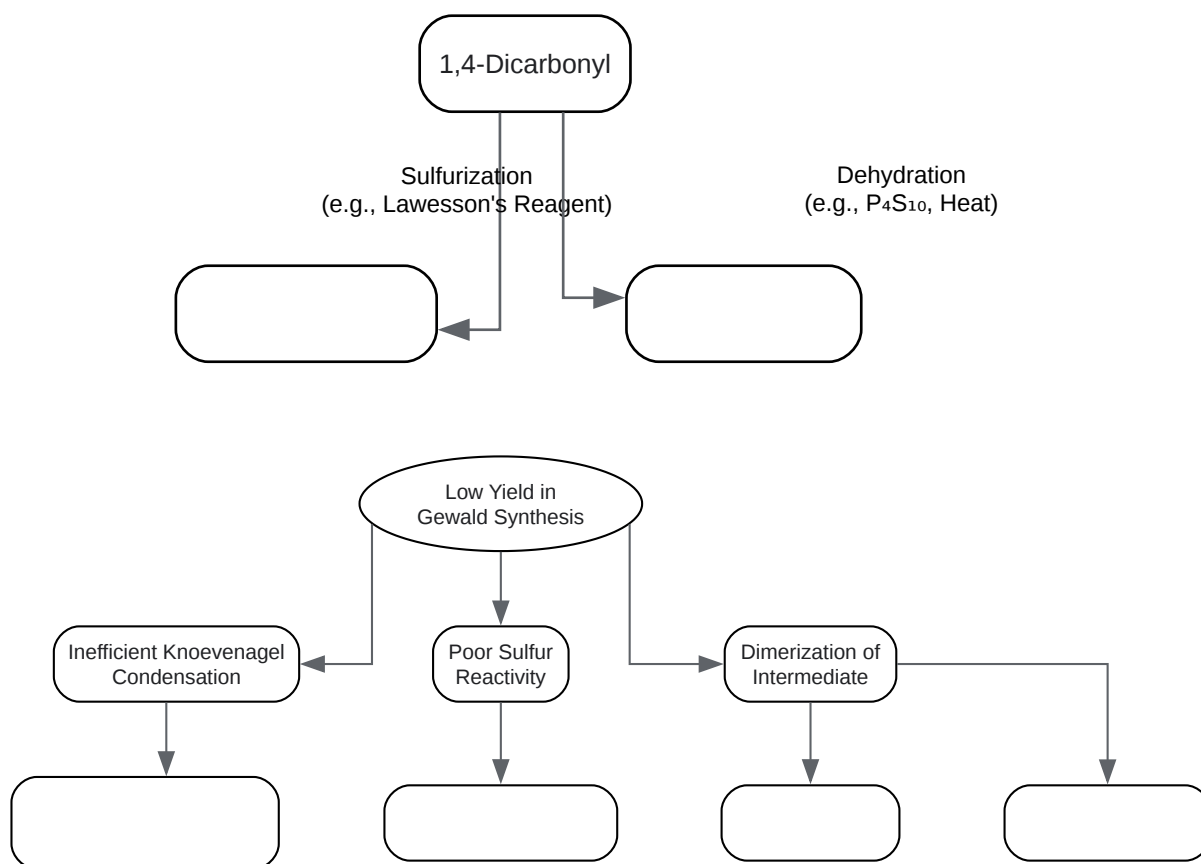 1,4-Dicarbonyl
Sulfurization
(e.g., Lawesson's Reagent)
Dehydration
(e.g., P₄S₁₀, Heat)
Low Yield in
Gewald Synthesis
Inefficient Knoevenagel
Condensation
Poor Sulfur
Reactivity
Dimerization of
Intermediate